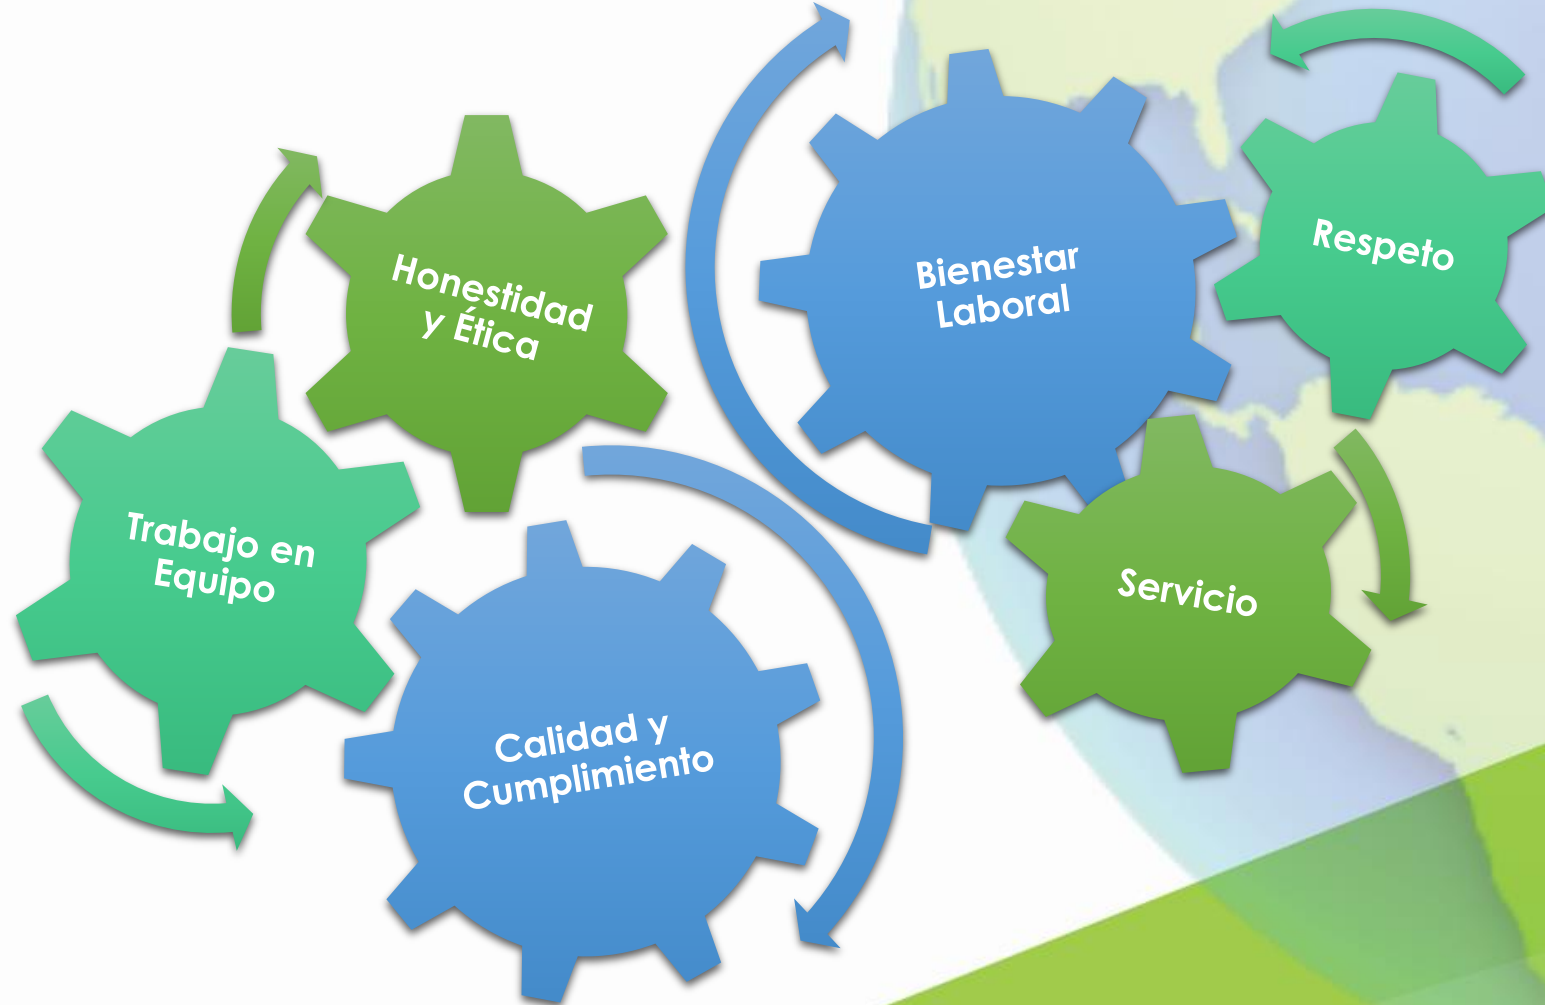 Honestidad
y Ética
Trabajo en
Equipo
Calidad y
Cumplimiento
Bienestar
Laboral
Respeto
Servicio